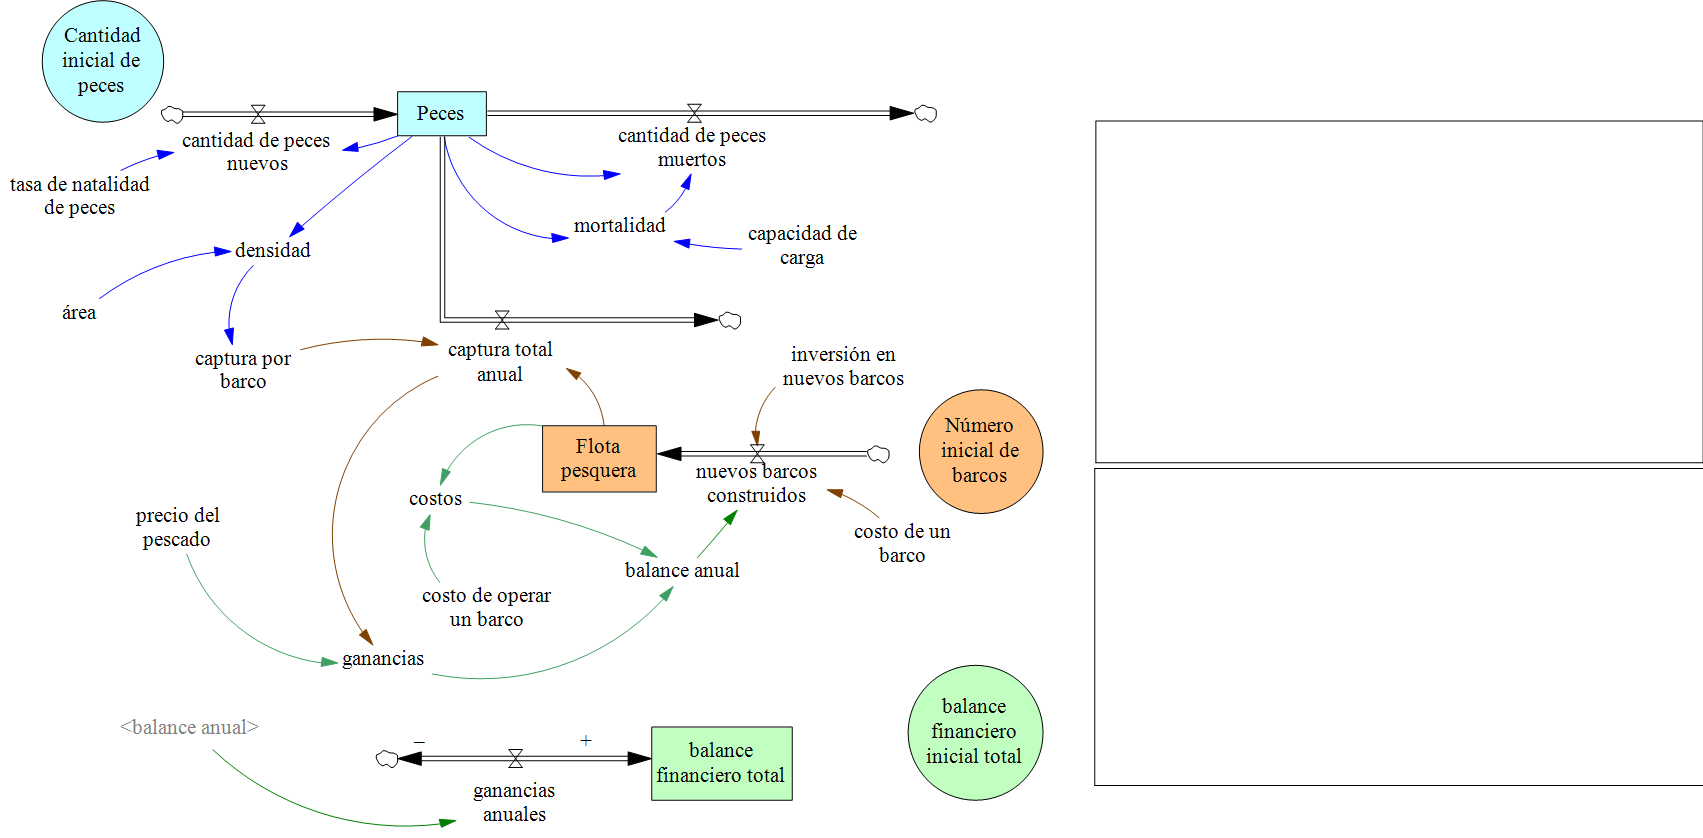 Cantidad
inicial de
peces
Peces
cantidad de peces
nuevos
cantidad de peces
muertos
tasa de natalidad
de peces
mortalidad
capacidad de
carga
densidad
área
captura por
barco
captura total
anual
inversión en
nuevos barcos
Número
inicial de
barcos
Flota
pesquera
nuevos barcos
construidos
costos
precio del
pescado
costo de un
barco
balance anual
costo de operar
un barco
ganancias
balance
financiero
inicial total
<balance anual>
– +
balance
financiero total
ganancias
anuales